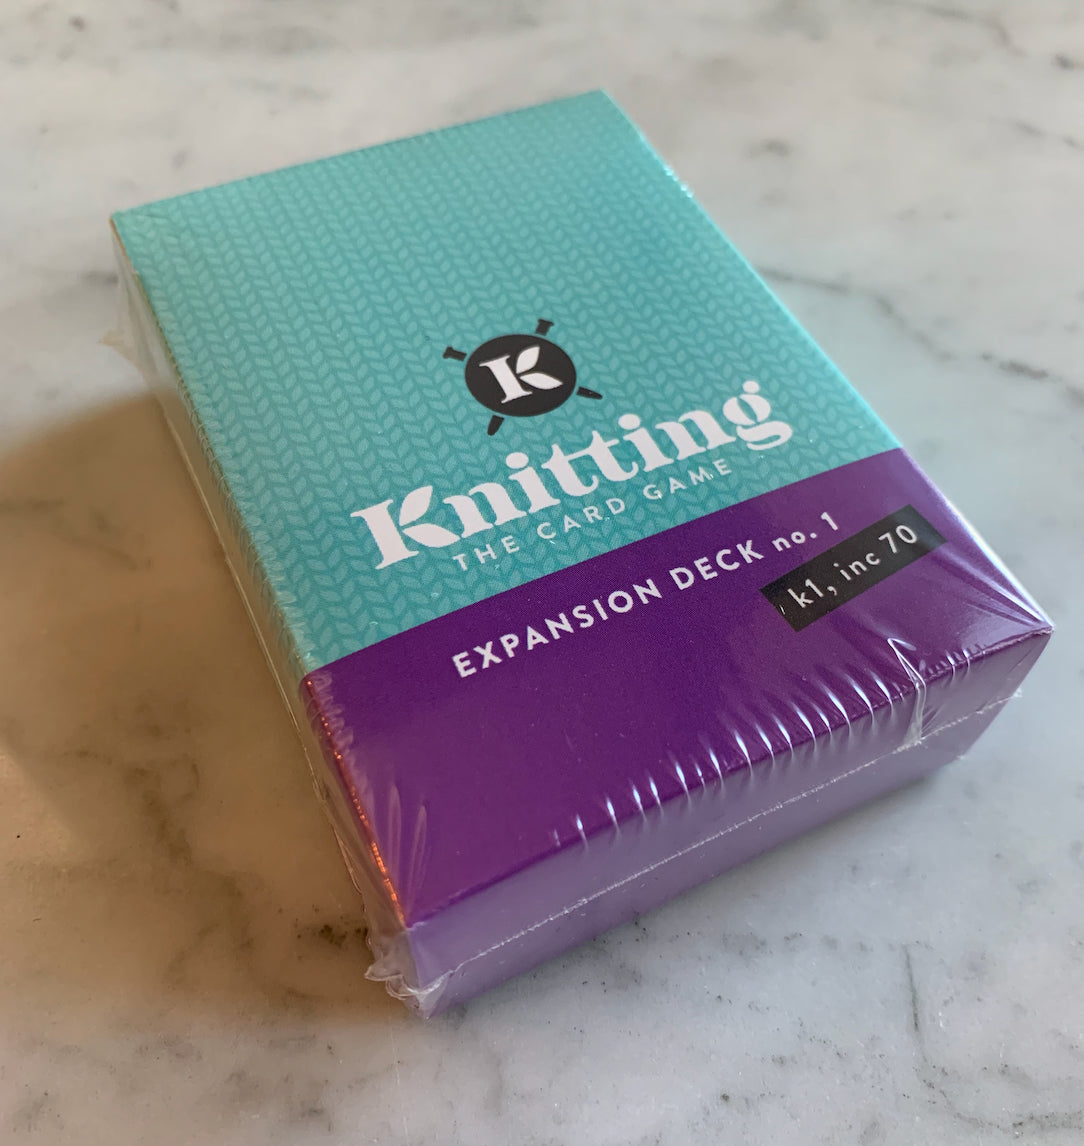 K
Knitting
THE CARD GAME
EXPANSION DECK no. 1
k1, inc 70